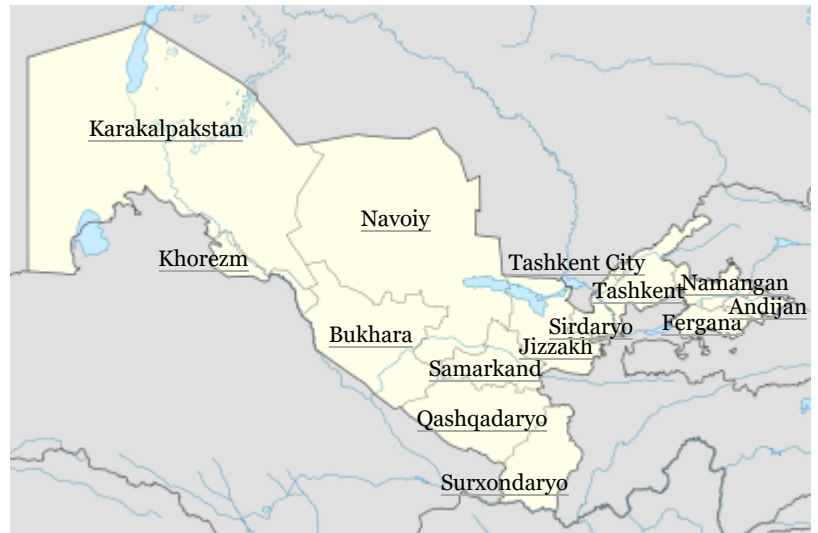 Karakalpakstan
Navoiy
Khorezm
Tashkent City
Tashkent
Namangan
Andijan
Fergana
Sirdaryo
Bukhara
Jizzakh
Samarkand
Qashqadaryo
Surxondaryo